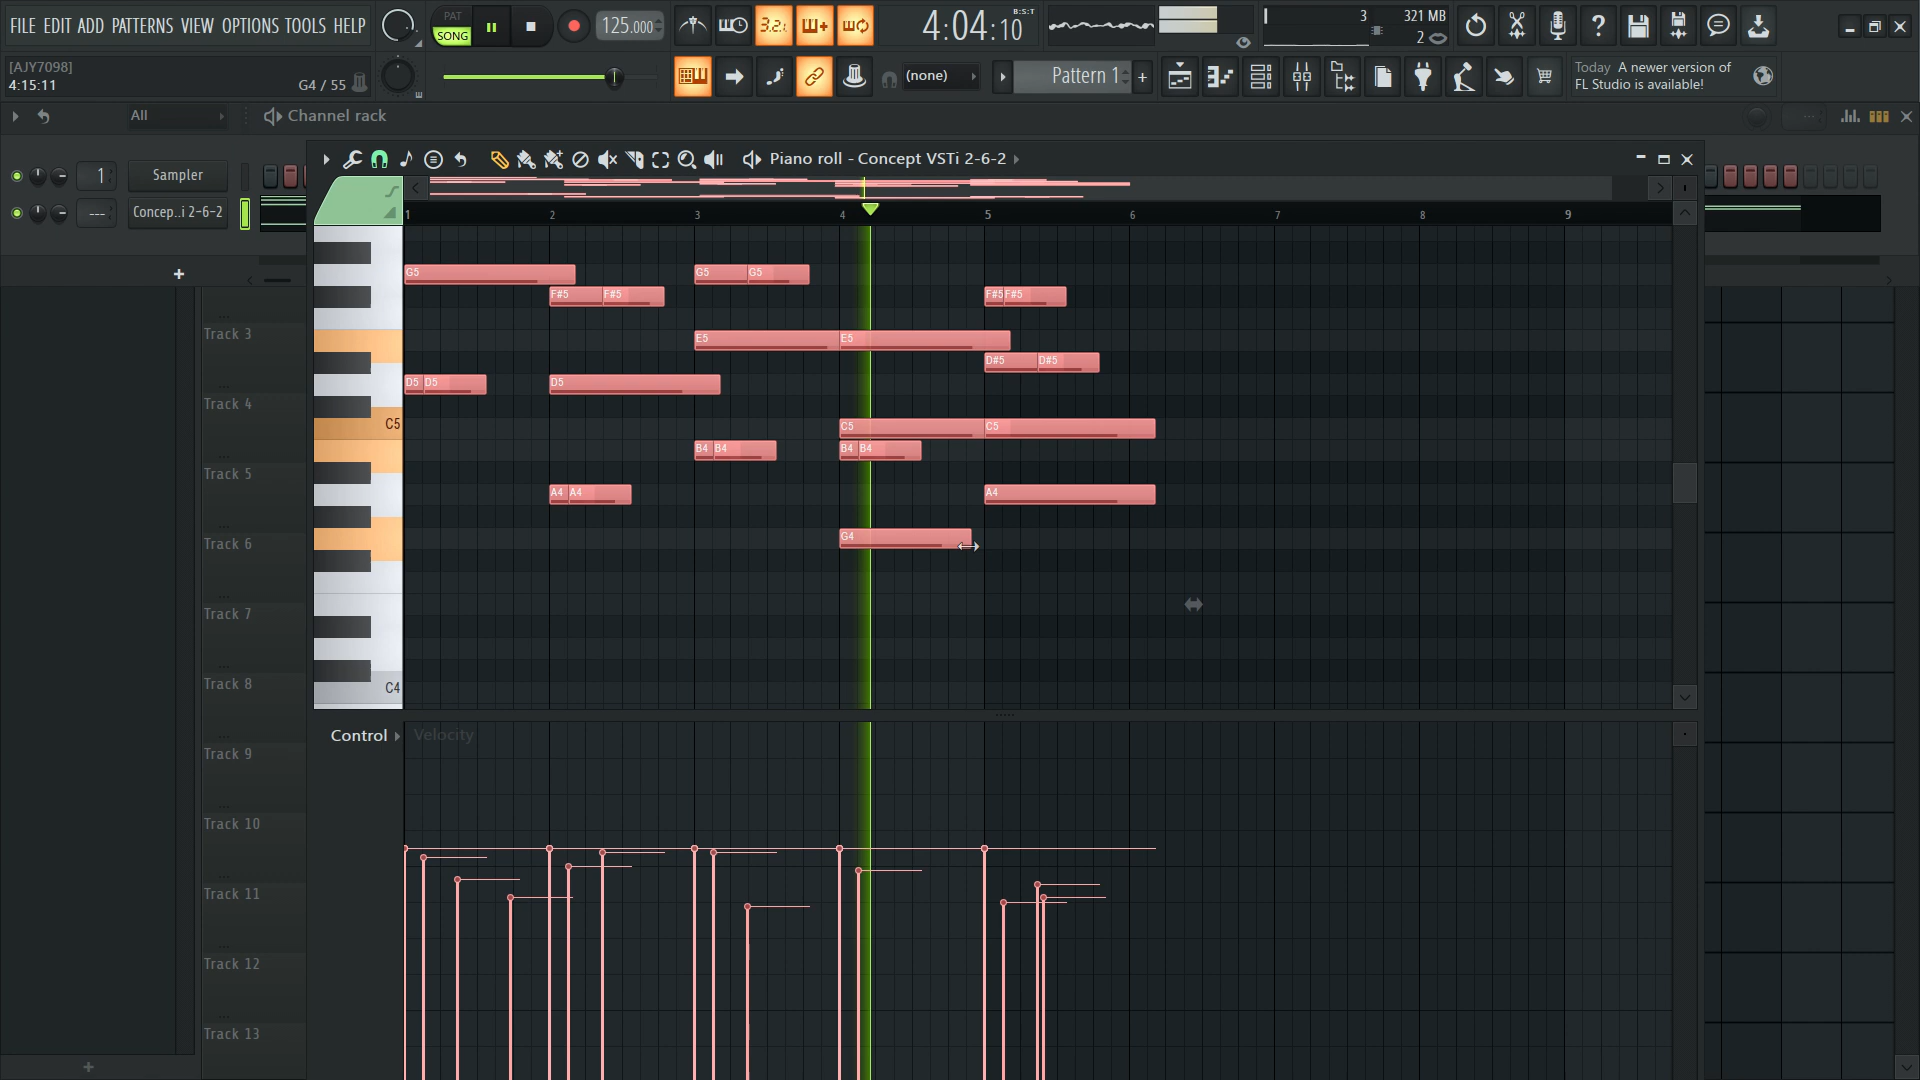 FILE EDIT ADD PATTERNS VIEW OPTIONS TOOLS HELP
PAT
SONG
125.000
3.2.
4:04:10
B:S:T
3
321 MB
2
[AJY7098]
4:15:11
G4 / 55
(none)
Pattern 1
Today A newer version of
FL Studio is available!
All
Channel rack
1
Sampler
---
Concep..i 2-6-2
Piano roll - Concept VSTi 2-6-2
1 2 3 4 5 6 7 8 9
G5
G5 G5
F#5 F#5
F#5 F#5
E5 E5
D#5 D#5
D5 D5 D5
C5
C5 C5
B4 B4 B4 B4
A4 A4 A4
G4
C4
Track 3
Track 4
Track 5
Track 6
Track 7
Track 8
Track 9
Track 10
Track 11
Track 12
Track 13
Control
Velocity